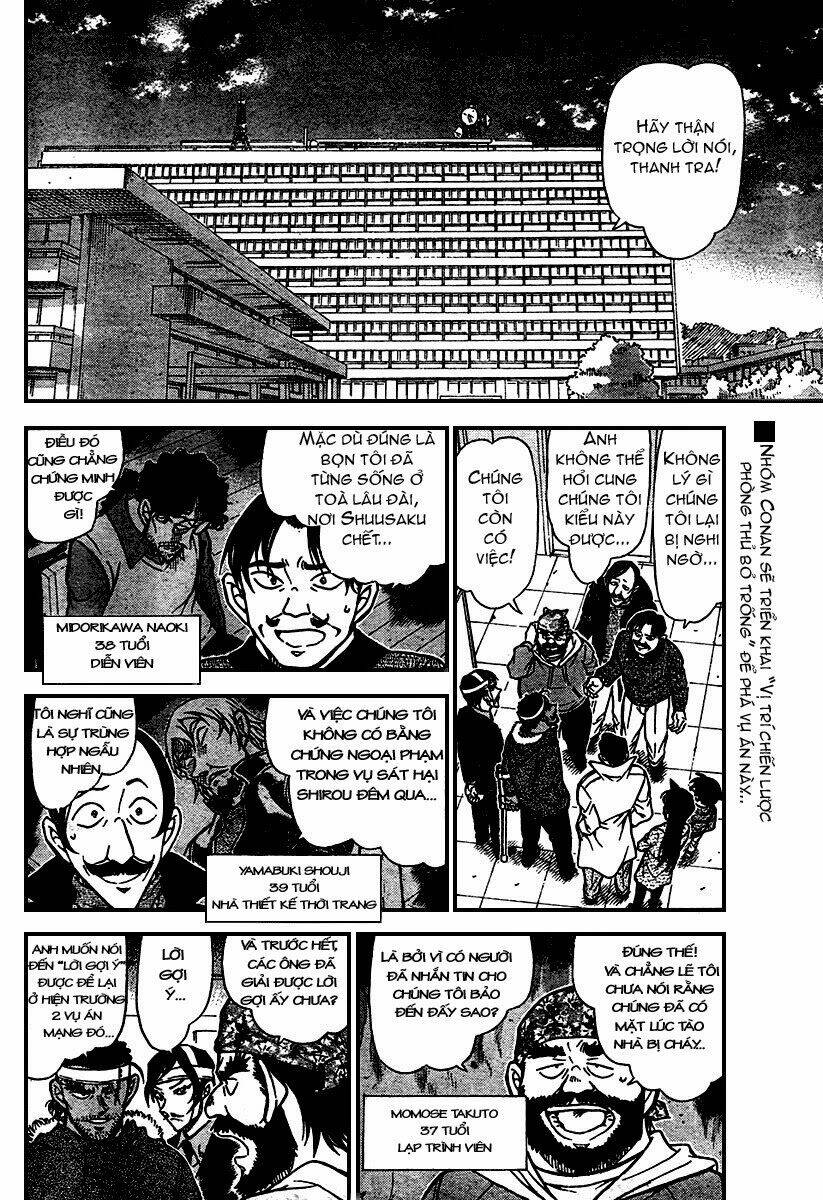 HÃY THẬN
TRỌNG LỜI NÓI,
THANH TRA!
NHÓM CONAN SẼ TRIỂN KHAI "VỊ TRÍ CHIẾN LƯỢC
PHÒNG THỦ BỎ TRỐNG" ĐỂ PHÁ VỤ ÁN NÀY..
KHÔNG
LÝ GÌ
CHÚNG
TÔI LẠI
BỊ NGHI
NGỜ...
ANH
KHÔNG THỂ
HỎI CUNG
CHÚNG TÔI
KIỂU NÀY
ĐƯỢC...
CHÚNG
TÔI
CÒN
CÓ
VIỆC!
MẶC DÙ ĐÚNG LÀ
BỌN TÔI ĐÃ
TỪNG SỐNG Ở
TOÀ LÂU ĐÀI,
NƠI SHUUSAKU
CHẾT...
ĐIỀU ĐÓ
CŨNG CHẲNG
CHỨNG MINH
ĐƯỢC
GÌ!
MIDORIKAWA NAOKI
38 TUỔI
DIỄN VIÊN
VÀ VIỆC CHÚNG TÔI
KHÔNG CÓ BẰNG
CHỨNG NGOẠI PHẠM
TRONG VỤ SÁT HẠI
SHIROU ĐÊM QUA...
TÔI NGHĨ CŨNG
LÀ SỰ TRÙNG
HỢP NGẪU
NHIÊN.
YAMABUKI SHOUJI
39 TUỔI
NHÀ THIẾT KẾ THỜI TRANG
ĐÚNG THẾ!
VÀ CHẲNG LẼ TÔI
CHƯA NÓI RẰNG
CHÚNG ĐÃ CÓ
MẶT LÚC TÀO
NHÀ BỊ CHÁY..
LÀ BỞI VÌ CÓ NGƯỜI
ĐÃ NHẮN TIN CHO
CHÚNG TÔI BẢO
ĐẾN ĐẤY SAO?
MOMOSE TAKUTO
37 TUỔI
LẬP TRÌNH VIÊN
VÀ TRƯỚC HẾT,
CÁC ÔNG ĐÃ
GIẢI ĐƯỢC LỜI
GỢI Ý ẤY CHƯA?
LỜI
GỢI
Ý...
ANH MUỐN NÓI
ĐẾN "LỜI GỢI Ý"
ĐƯỢC ĐỂ LẠI
Ở HIỆN TRƯỜNG
2 VỤ ÁN
MẠNG ĐÓ...